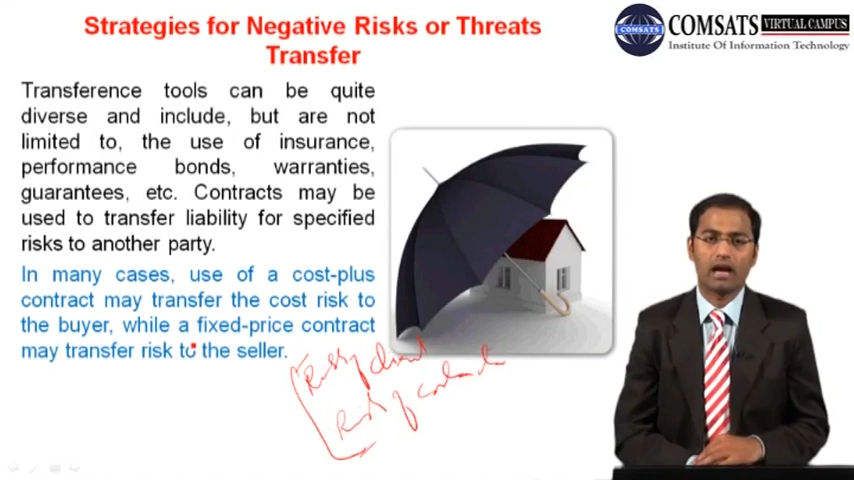 Strategies for Negative Risks or Threats
Transfer
COMSATS VIRTUAL CAMPUS
Institute Of Information Technology
COMSATS
Transference tools can be quite
diverse and include, but are not
limited to, the use of insurance,
performance bonds, warranties,
guarantees, etc. Contracts may be
used to transfer liability for specified
risks to another party.
In many cases, use of a cost-plus
contract may transfer the cost risk to
the buyer, while a fixed-price contract
may transfer risk to the seller.
Risk of client
Risk of